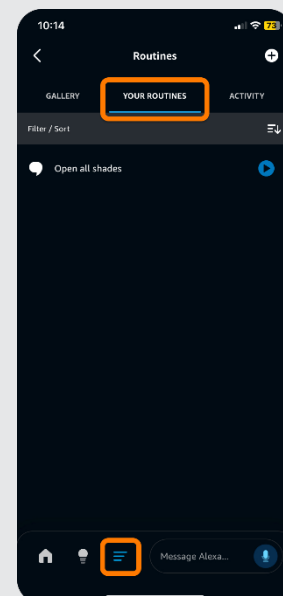 10:14
73
Routines
GALLERY YOUR ROUTINES ACTIVITY
Filter / Sort
Open all shades
Message Alexa...